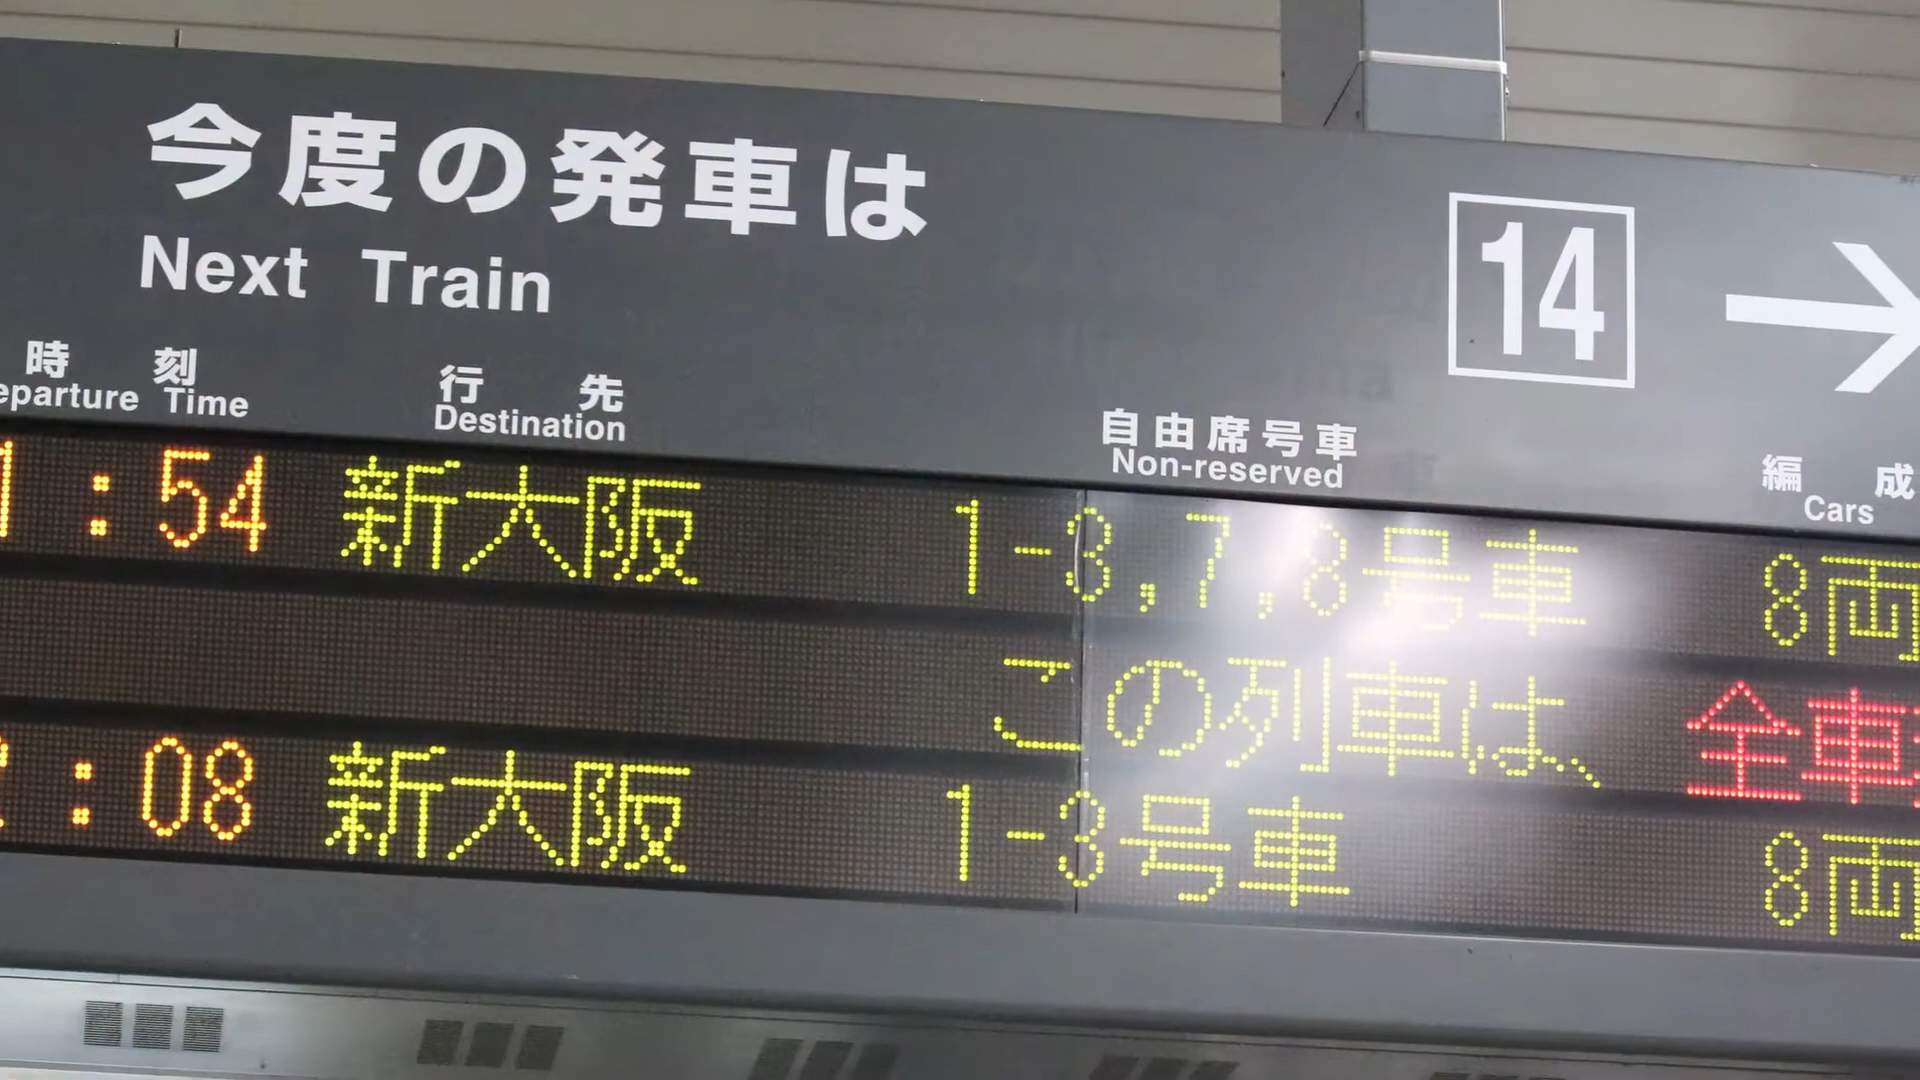 今度の発車は
Next Train
14
時刻
行先
自由席号車
編成
eparture Time
Destination
Non-reserved
Cars
1:54 新大阪 1-3,7,8号車 8両
この列車は、全車
:08 新大阪 1-3号車 8両